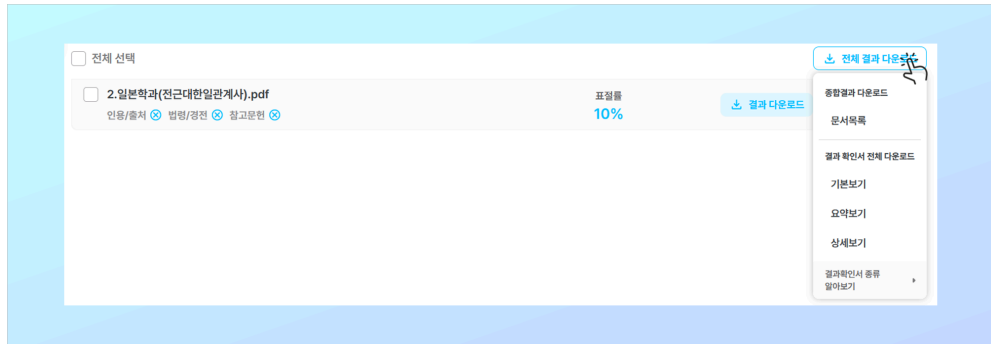 전체 선택
전체 결과 다운로드
2.일본학과(전근대한일관계사).pdf
인용/출처 법령/경전 참고문헌
표절률
10%
결과 다운로드
종합결과 다운로드
문서목록
결과 확인서 전체 다운로드
기본보기
요약보기
상세보기
결과확인서 종류
알아보기